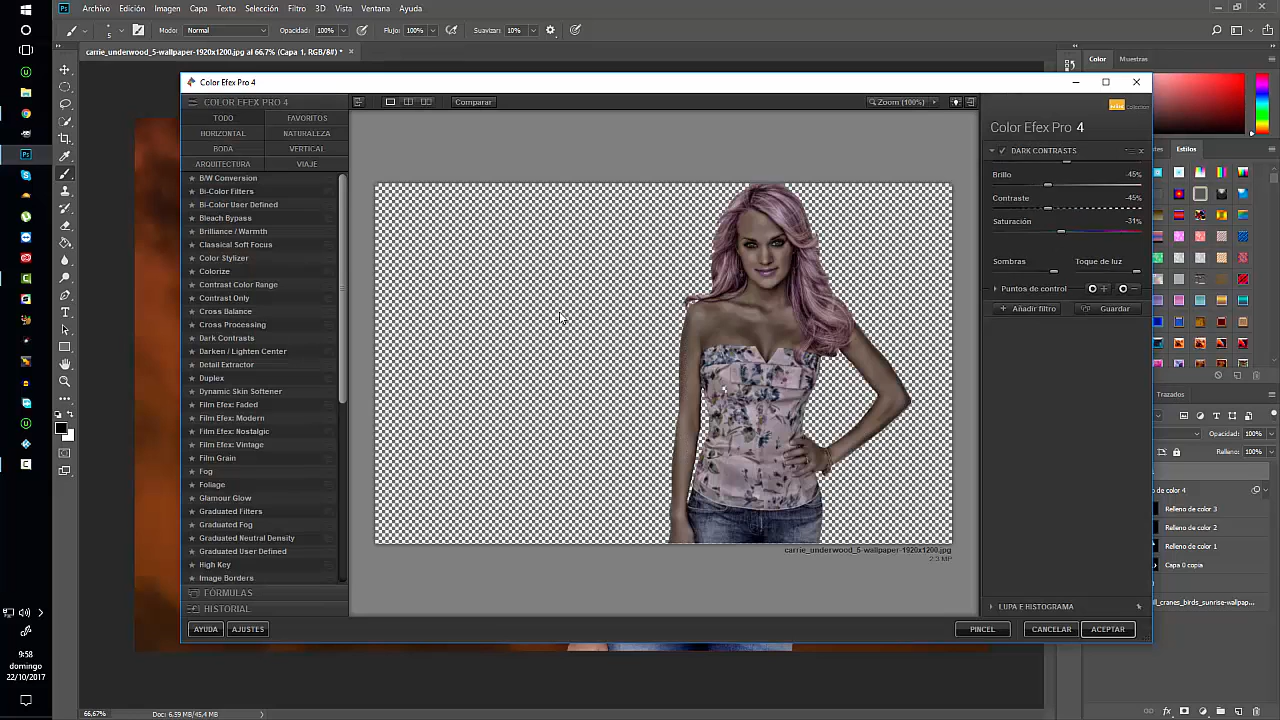 Archivo Edición Imagen Capa Texto Selección Filtro 3D Vista Ventana Ayuda
5 Modo: Normal Opacidad: 100% Flujo: 100% Suavizar: 10%
carrie_underwood_5-wallpaper-1920x1200.jpg al 66,7% (Capa 1, RGB/8#) *
Color Muestras
Color Efex Pro 4
COLOR EFEX PRO 4
Comparar
Zoom (100%)
TODO FAVORITOS
HORIZONTAL NATURALEZA
BODA VERTICAL
ARQUITECTURA VIAJE
B/W Conversion
Bi-Color Filters
Bi-Color User Defined
Bleach Bypass
Brilliance / Warmth
Classical Soft Focus
Color Stylizer
Colorize
Contrast Color Range
Contrast Only
Cross Balance
Cross Processing
Dark Contrasts
Darken / Lighten Center
Detail Extractor
Duplex
Dynamic Skin Softener
Film Efex: Faded
Film Efex: Modern
Film Efex: Nostalgic
Film Efex: Vintage
Film Grain
Fog
Foliage
Glamour Glow
Graduated Filters
Graduated Fog
Graduated Neutral Density
Graduated User Defined
High Key
Image Borders
FÓRMULAS
HISTORIAL
AYUDA AJUSTES
carrie_underwood_5-wallpaper-1920x1200.jpg
2.3 MP
Collection
Color Efex Pro 4
DARK CONTRASTS
Brillo -45%
Contraste -45%
Saturación -31%
Sombras Toque de luz
Puntos de control
Añadir filtro Guardar
LUPA E HISTOGRAMA
PINCEL CANCELAR ACEPTAR
Estilos
Trazados
Opacidad: 100%
Relleno: 100%
de color 4
Relleno de color 3
Relleno de color 2
Relleno de color 1
Capa 0 copia
l_cranes_birds_sunrise-wallpap...
9:58
domingo
22/10/2017
66,67% Doc: 6,59 MB/45,4 MB